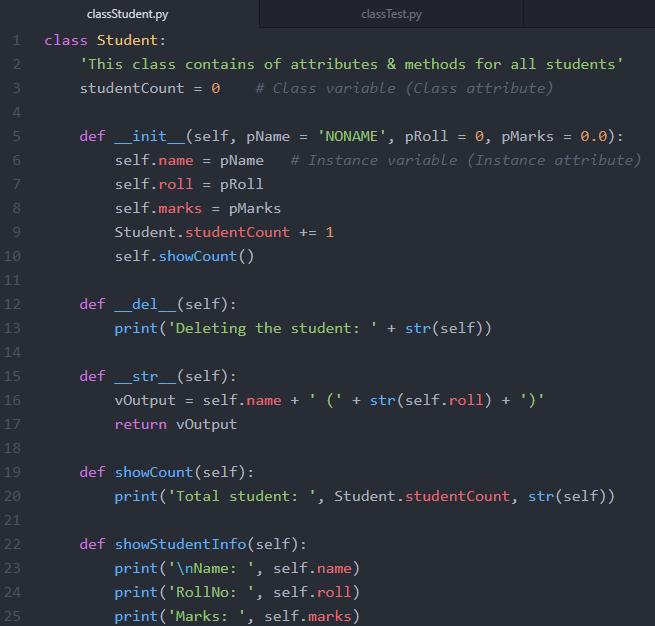 classStudent.py classTest.py
1 class Student:
2     'This class contains of attributes & methods for all students'
3     studentCount = 0    # Class variable (Class attribute)
4
5     def __init__(self, pName = 'NONAME', pRoll = 0, pMarks = 0.0):
6         self.name = pName   # Instance variable (Instance attribute)
7         self.roll = pRoll
8         self.marks = pMarks
9         Student.studentCount += 1
10         self.showCount()
11
12     def __del__(self):
13         print('Deleting the student: ' + str(self))
14
15     def __str__(self):
16         vOutput = self.name + ' (' + str(self.roll) + ')'
17         return vOutput
18
19     def showCount(self):
20         print('Total student: ', Student.studentCount, str(self))
21
22     def showStudentInfo(self):
23         print('\nName: ', self.name)
24         print('RollNo: ', self.roll)
25         print('Marks: ', self.marks)